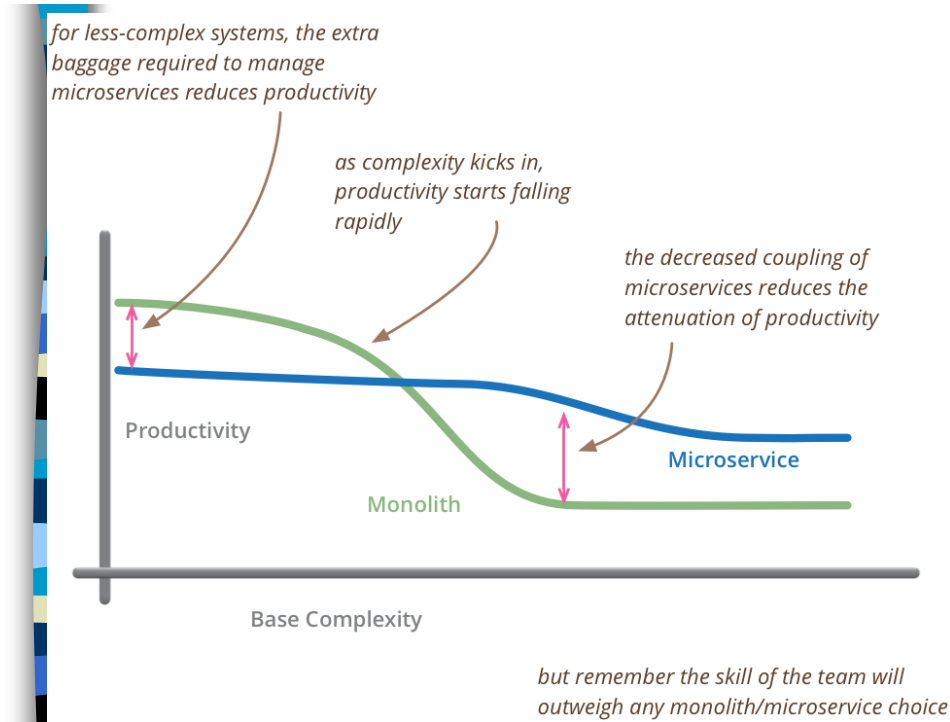 for less-complex systems, the extra
baggage required to manage
microservices reduces productivity
as complexity kicks in,
productivity starts falling
rapidly
the decreased coupling of
microservices reduces the
attenuation of productivity
Productivity
Microservice
Monolith
Base Complexity
but remember the skill of the team will
outweigh any monolith/microservice choice